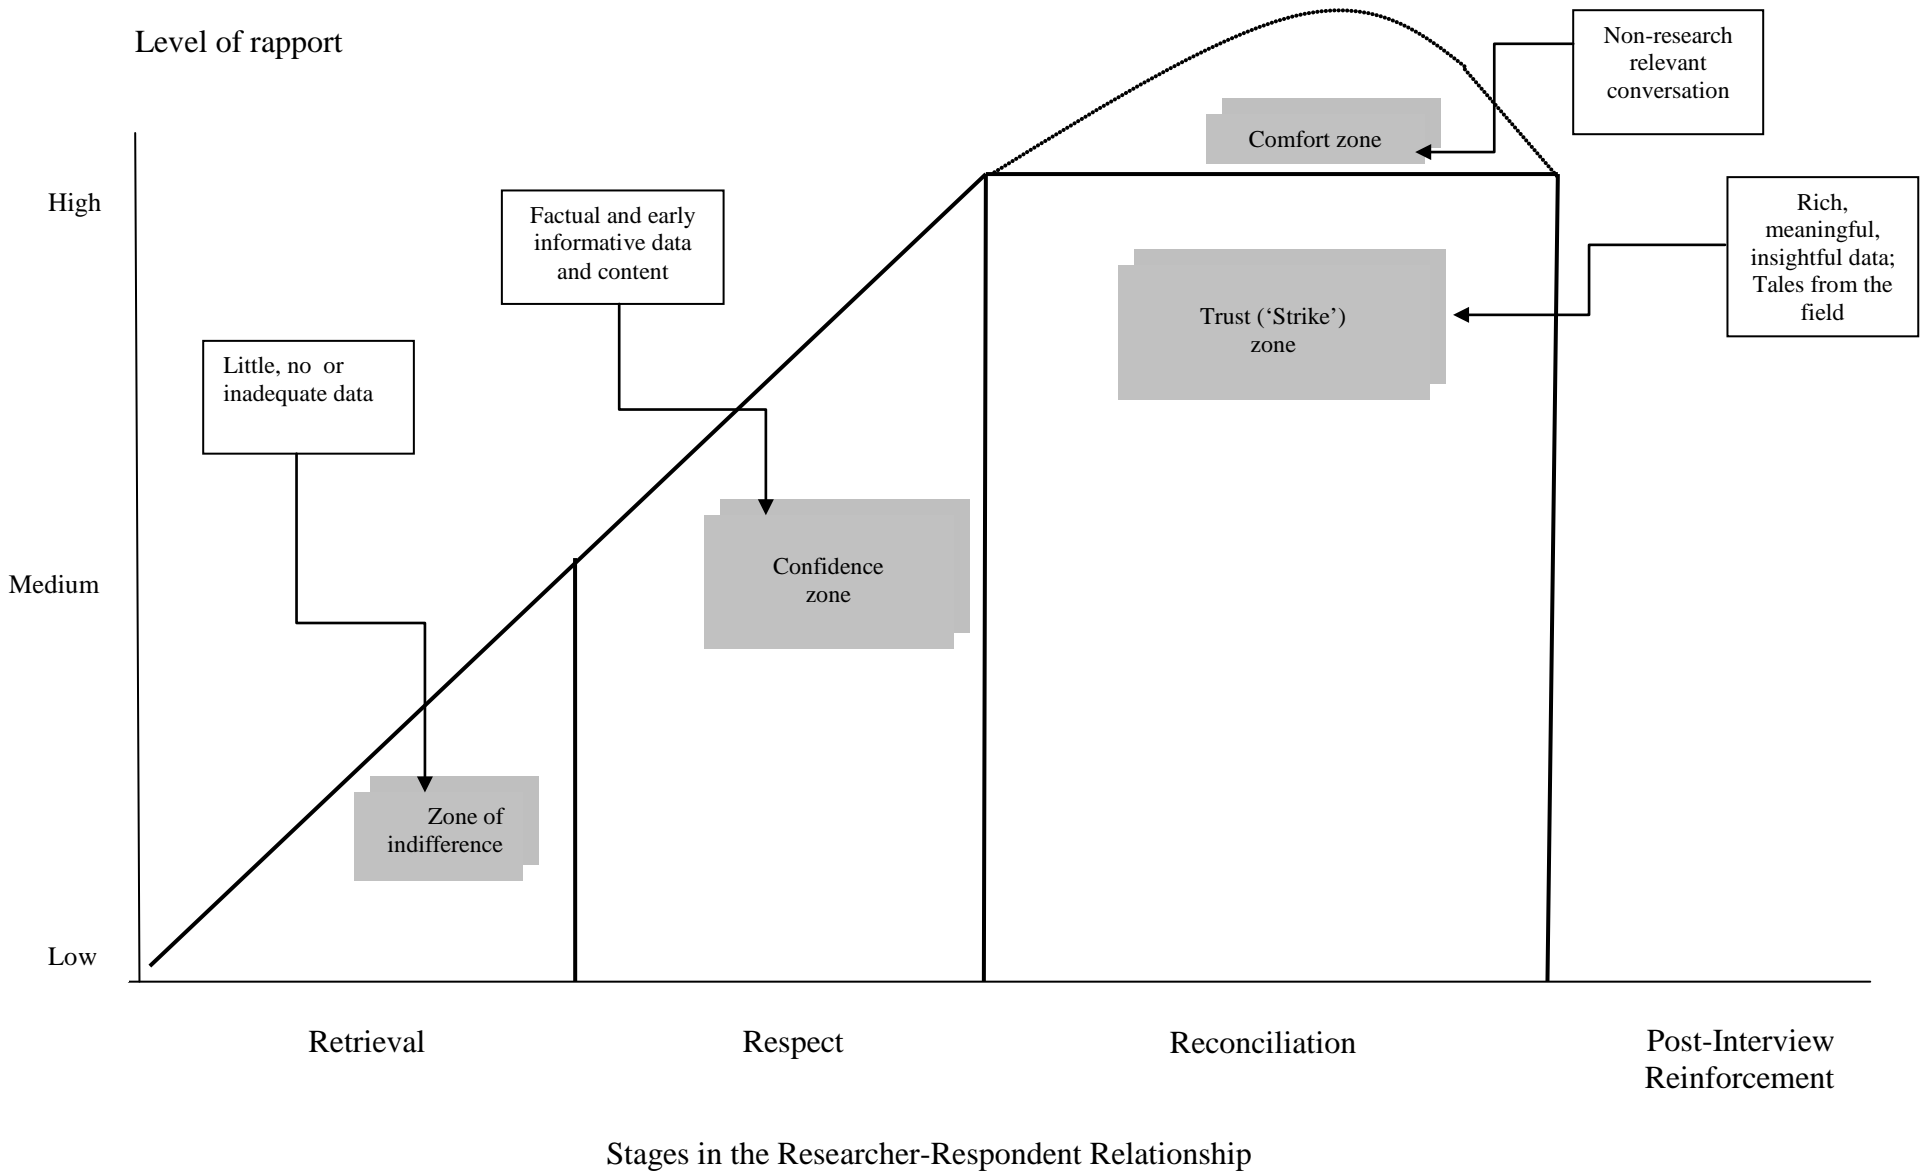 Level of rapport
Non-research
relevant
conversation
Comfort zone
High
Factual and early
informative data
and content
Rich,
meaningful,
insightful data;
Tales from the
field
Trust (‘Strike’)
zone
Little, no or
inadequate data
Medium
Confidence
zone
Zone of
indifference
Low
Retrieval
Respect
Reconciliation
Post-Interview
Reinforcement
Stages in the Researcher-Respondent Relationship